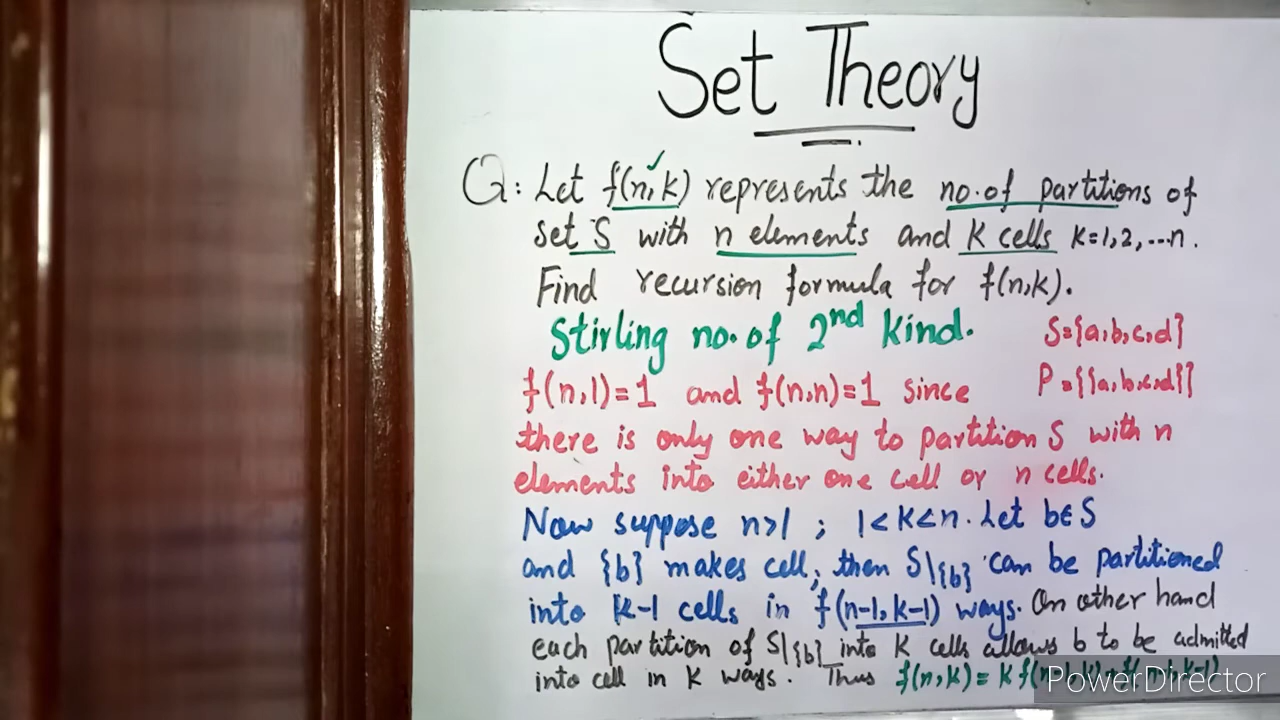 Set Theory
Q: Let f(n,k) represents the no. of partitions of
set S with n elements and K cells K=1,2,...n.
Find recursion formula for f(n,k).
Stirling no. of 2nd kind.
S={a,b,c,d}
f(n,1)=1 and f(n,n)=1 since
P={{a,b,c,d}}
there is only one way to partition S with n
elements into either one cell or n cells.
Now suppose n>1 ; 1<K<n. Let b∈S
and {b} makes cell; then S\{b} can be partitioned
into K-1 cells in f(n-1,k-1) ways. On other hand
each partition of S\{b} into K cells allows b to be admitted
into cell in K ways. Thus f(n,k) = K
PowerDirector